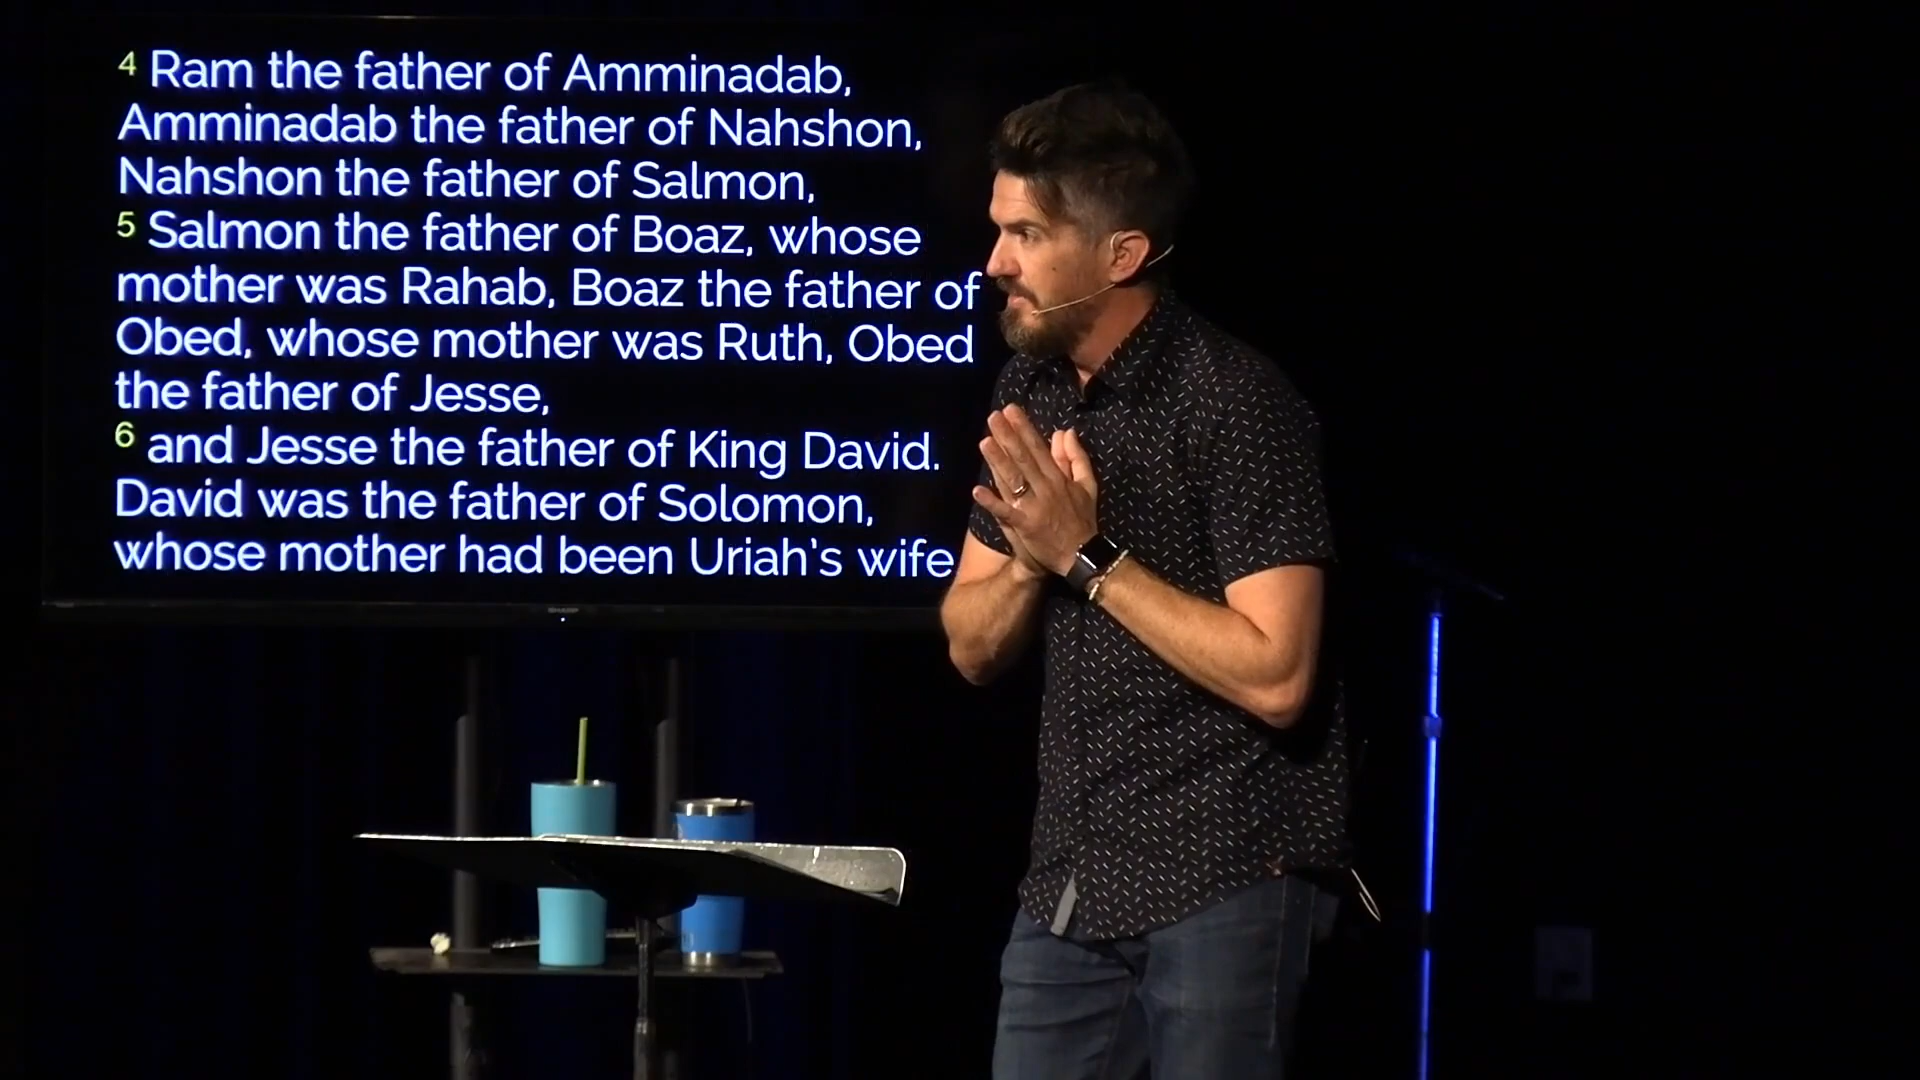 4 Ram the father of Amminadab,
Amminadab the father of Nahshon,
Nahshon the father of Salmon,
5 Salmon the father of Boaz, whose
mother was Rahab, Boaz the father of
Obed, whose mother was Ruth, Obed
the father of Jesse,
6 and Jesse the father of King David.
David was the father of Solomon,
whose mother had been Uriah's wife
SHARP